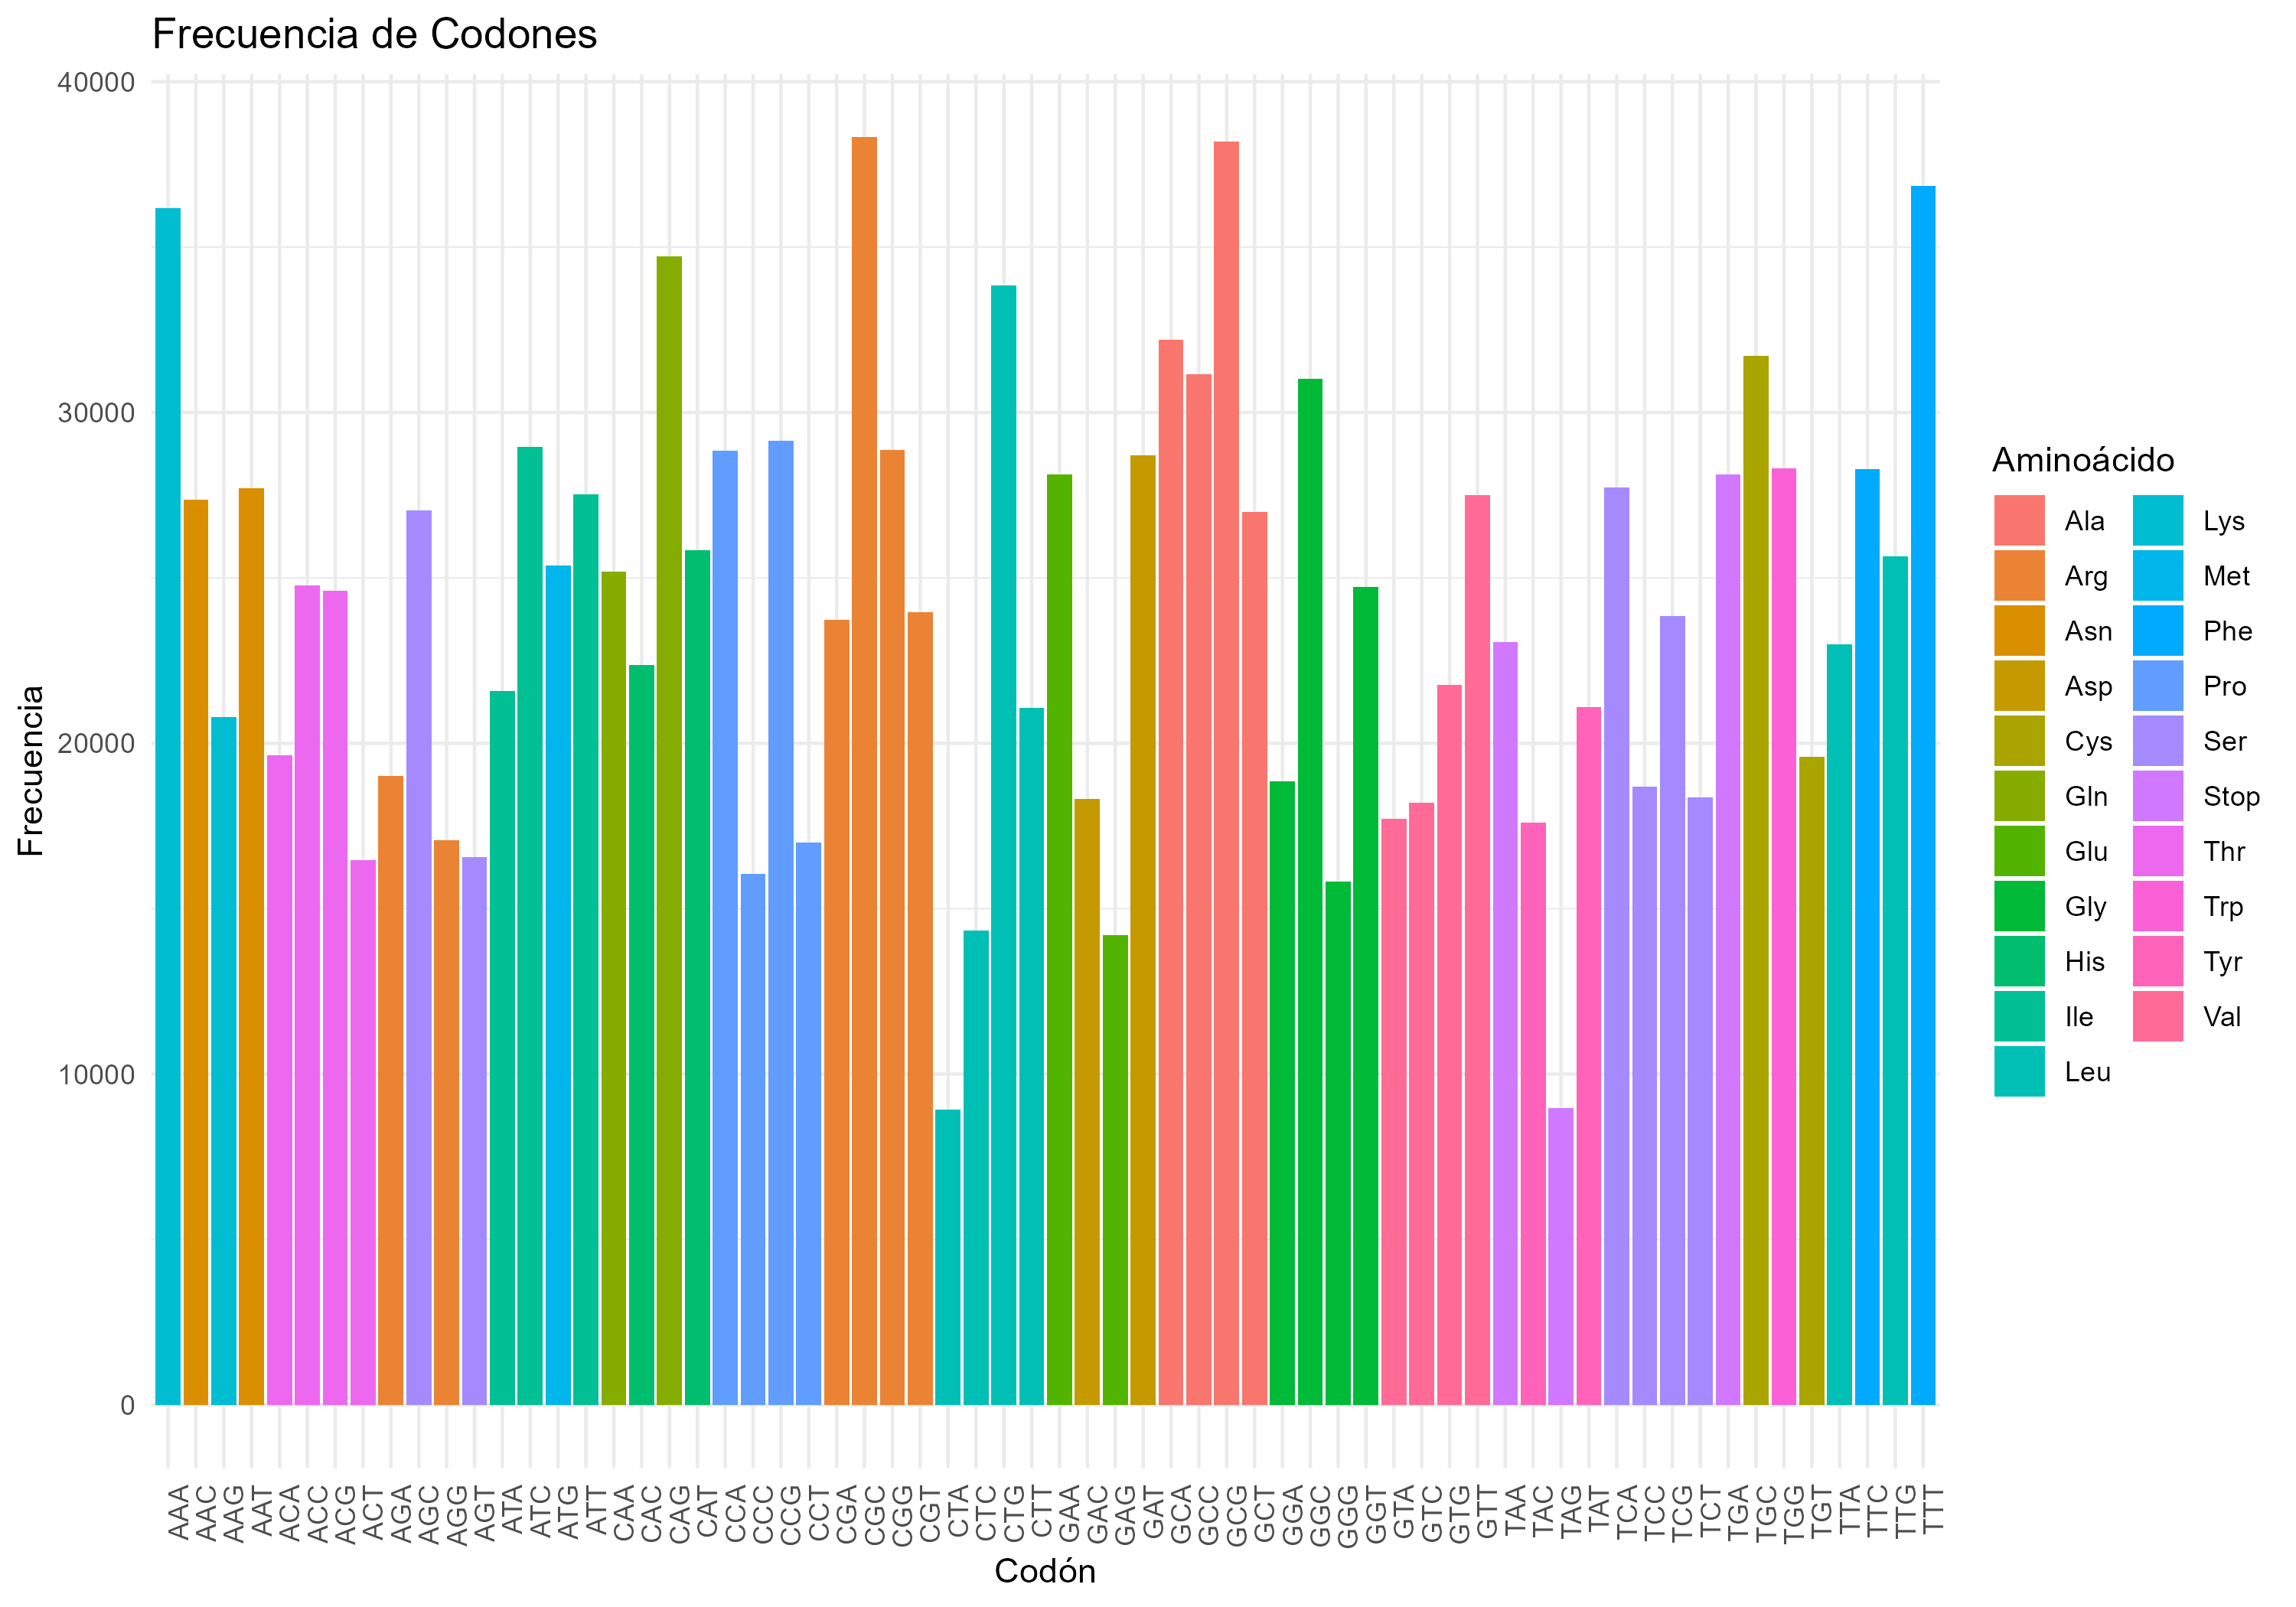 Frecuencia de Codones
40000
30000
20000
10000
0
Frecuencia
AAA AAC AAG AAT ACA ACC ACG ACT AGA AGC AGG AGT ATA ATC ATG ATT CAA CAC CAG CAT CCA CCC CCG CCT CGA CGC CGG CGT CTA CTC CTG CTT GAA GAC GAG GAT GCA GCC GCG GCT GGA GGC GGG GGT GTA GTC GTG GTT TAA TAC TAG TAT TCA TCC TCG TCT TGA TGC TGG TGT TTA TTC TTG TTT
Codón
Aminoácido
Ala
Arg
Asn
Asp
Cys
Gln
Glu
Gly
His
Ile
Leu
Lys
Met
Phe
Pro
Ser
Stop
Thr
Trp
Tyr
Val